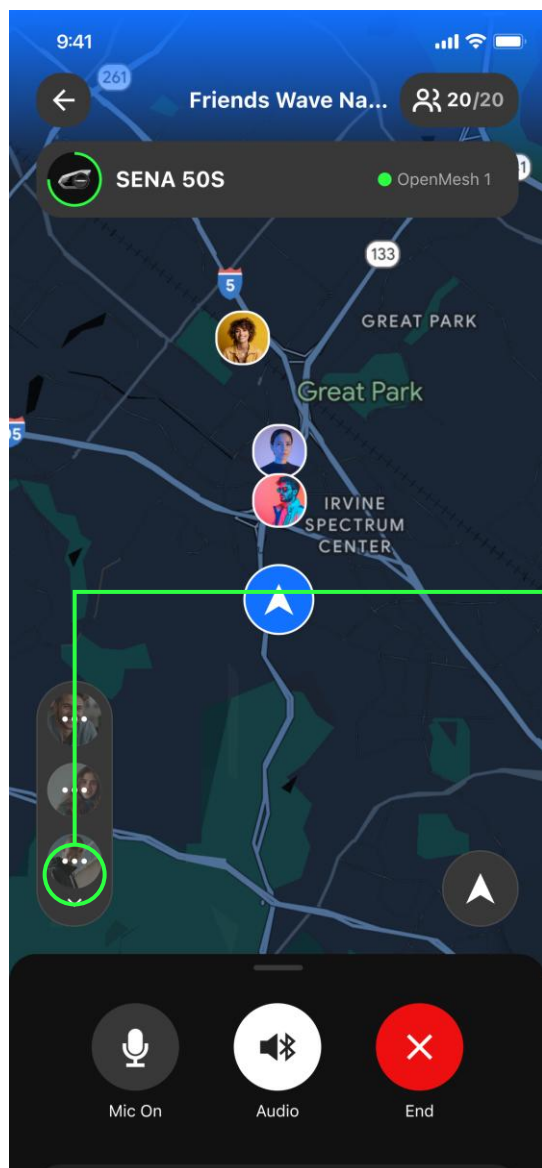 9:41
261
Friends Wave Na...
20/20
SENA 50S
OpenMesh 1
1
133
5
GREAT PARK
Great Park
5
IRVINE
SPECTRUM
CENTER
Mic On
Audio
End